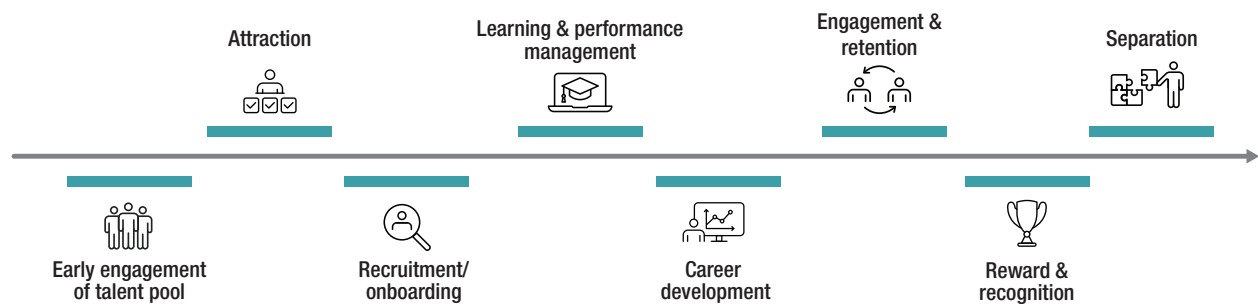 Attraction
Learning & performance
management
Engagement &
retention
Separation
Early engagement
of talent pool
Recruitment/
onboarding
Career
development
Reward &
recognition